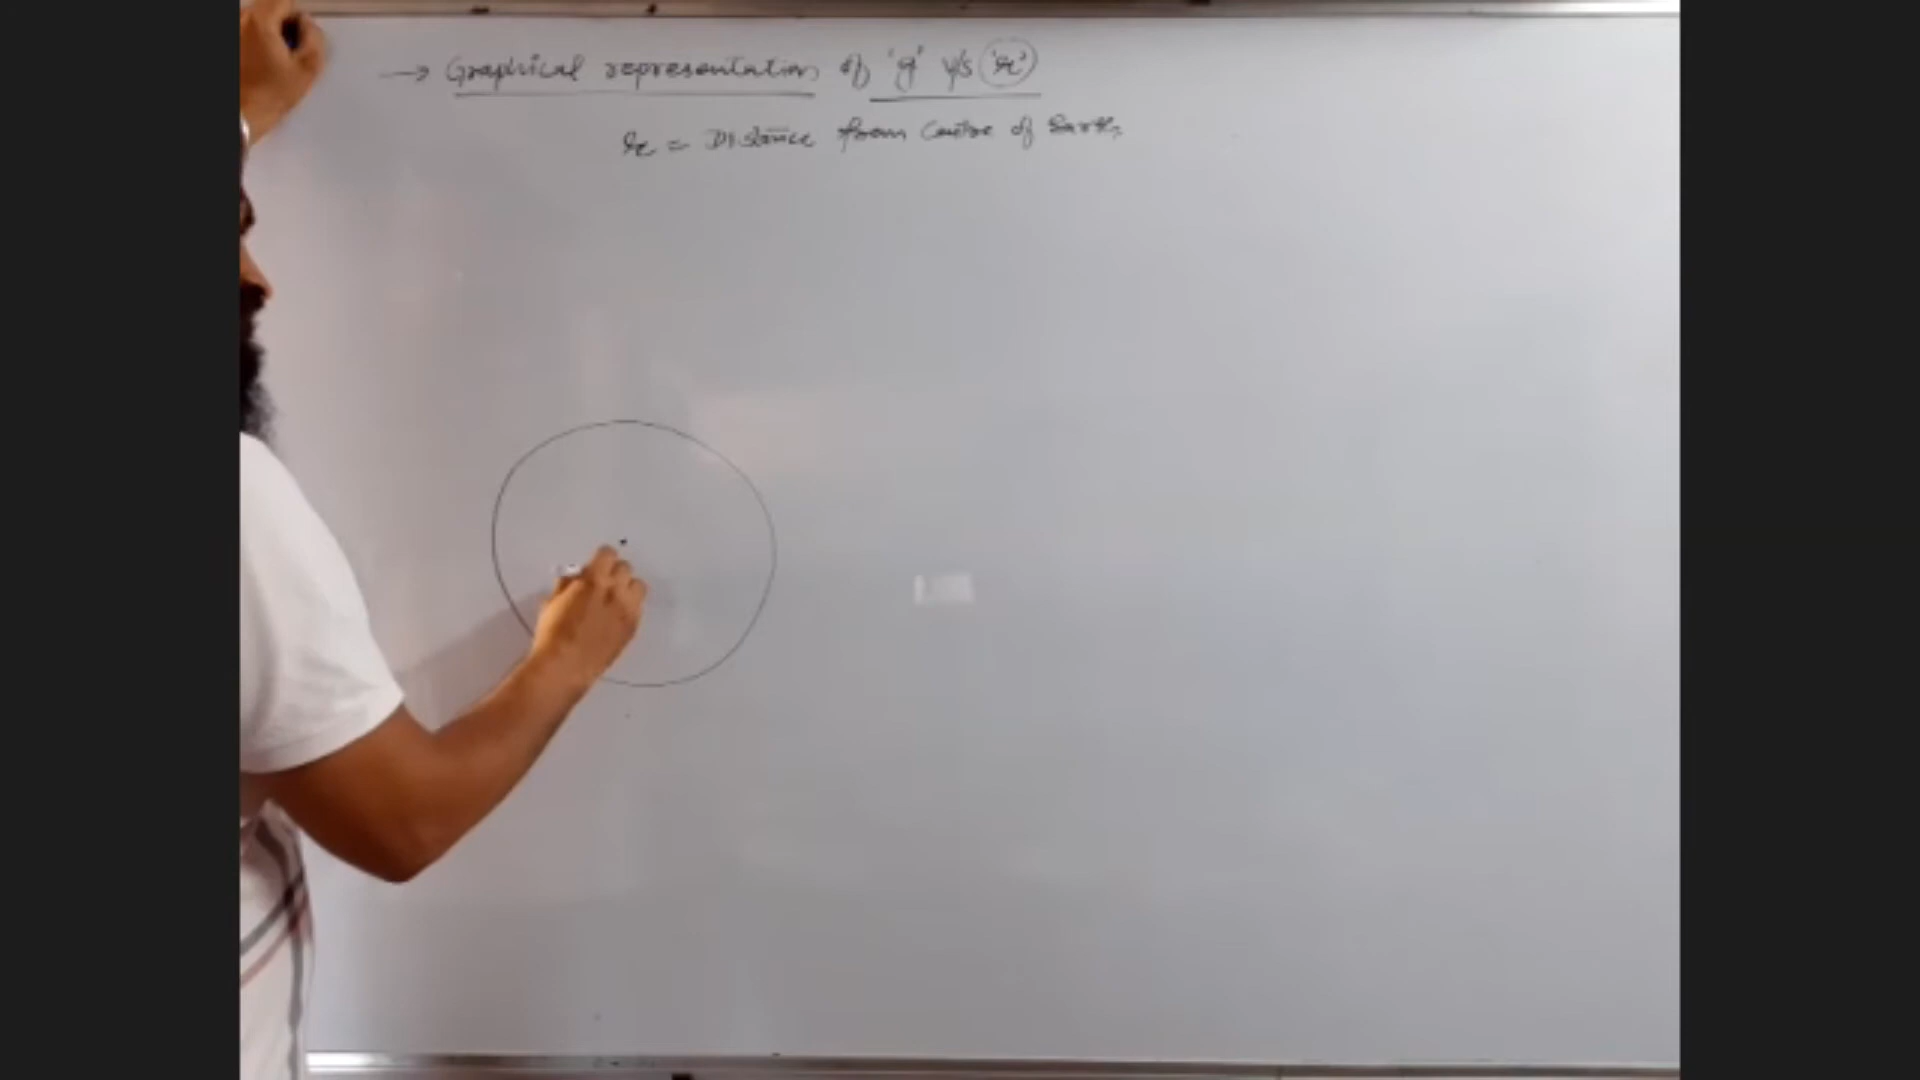 → Graphical representation of 'g' v/s 'r'
r = Distance from Centre of Earth